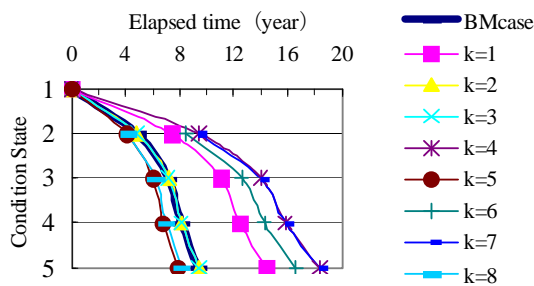 Elapsed time （year）
0 4 8 12 16 20
Condition State
1
2
3
4
5
BMcase
k=1
k=2
k=3
k=4
k=5
k=6
k=7
k=8